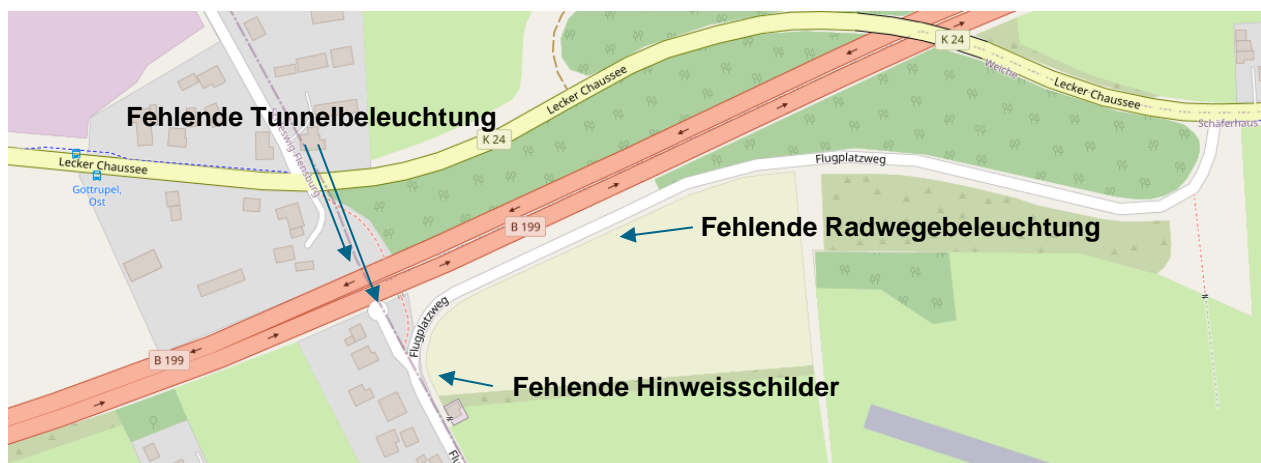 K 24
Lecker Chaussee
Weiche
Lecker Chaussee
Fehlende Tunnelbeleuchtung
K 24
Schäferhaus
Lecker Chaussee
Flugplatzweg
Gottrupel,
Ost
B 199
Fehlende Radwegebeleuchtung
Flugplatzweg
B 199
Fehlende Hinweisschilder